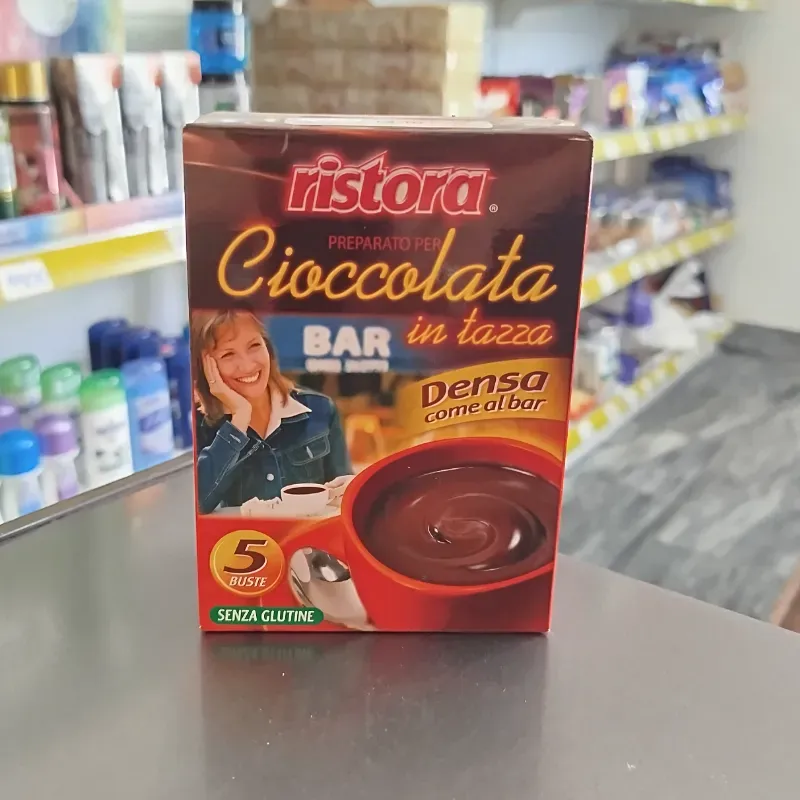 ristora
PREPARATO PER
Cioccolata
in tazza
BAR
Densa
come al bar
5
BUSTE
SENZA GLUTINE